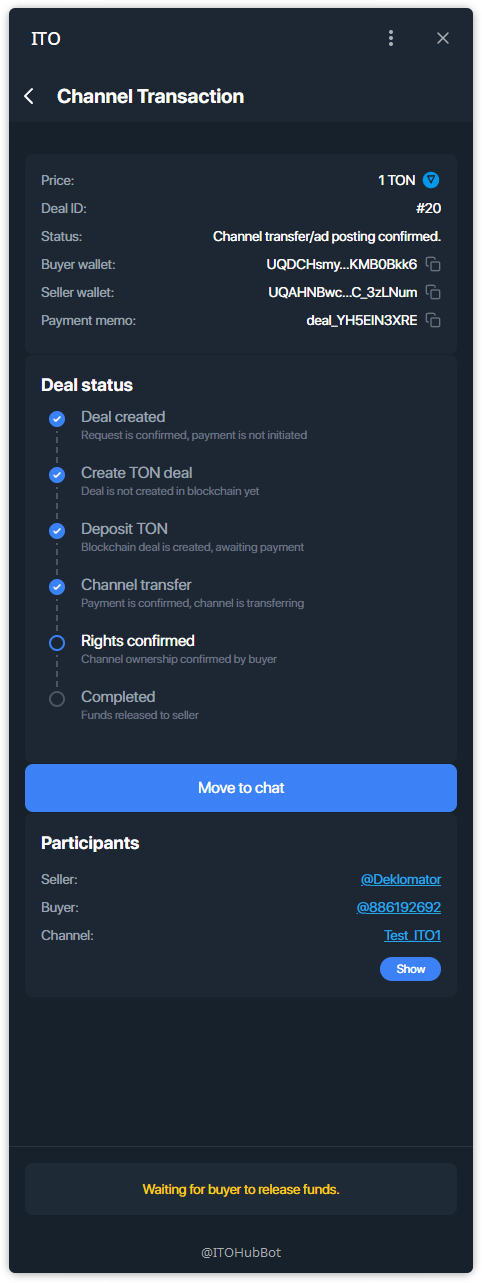 ITO
Channel Transaction
Price: 1 TON
Deal ID: #20
Status: Channel transfer/ad posting confirmed.
Buyer wallet: UQDCHsmy...KMB0Bkk6
Seller wallet: UQAHNBwc...C_3zLNum
Payment memo: deal_YH5EIN3XRE
Deal status
Deal created
Request is confirmed, payment is not initiated
Create TON deal
Deal is not created in blockchain yet
Deposit TON
Blockchain deal is created, awaiting payment
Channel transfer
Payment is confirmed, channel is transferring
Rights confirmed
Channel ownership confirmed by buyer
Completed
Funds released to seller
Move to chat
Participants
Seller: @Deklomator
Buyer: @886192692
Channel: Test_ITO1
Show
Waiting for buyer to release funds.
@ITOHubBot